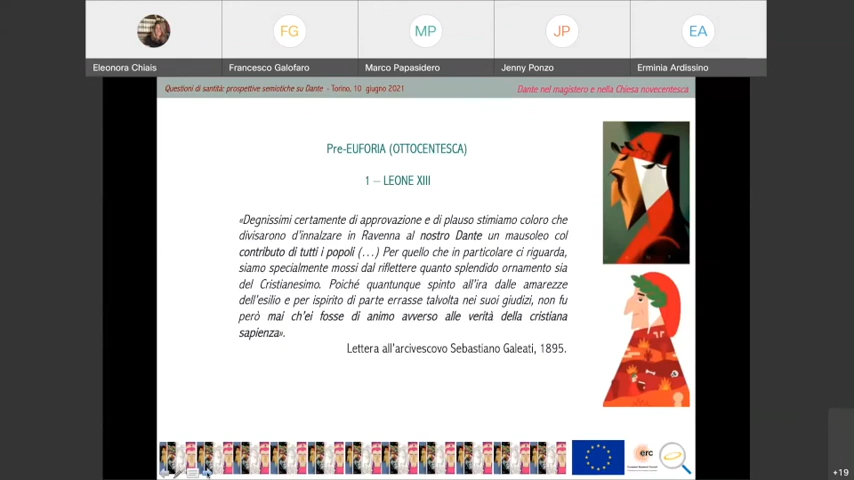 FG
MP
JP
EA
Eleonora Chiais
Francesco Galofaro
Marco Papasidero
Jenny Ponzo
Erminia Ardissino
Questioni di santità: prospettive semiotiche su Dante - Torino, 10 giugno 2021
Dante nel magistero e nella Chiesa novecentesca
Pre-EUFORIA (OTTOCENTESCA)
1 – LEONE XIII
«Degnissimi certamente di approvazione e di plauso stimiamo coloro che
divisarono d'innalzare in Ravenna al nostro Dante un mausoleo col
contributo di tutti i popoli (…) Per quello che in particolare ci riguarda,
siamo specialmente mossi dal riflettere quanto splendido ornamento sia
del Cristianesimo. Poiché quantunque spinto all'ira dalle amarezze
dell'esilio e per ispirito di parte errasse talvolta nei suoi giudizi, non fu
però mai ch'ei fosse di animo avverso alle verità della cristiana
sapienza».
Lettera all'arcivescovo Sebastiano Galeati, 1895.
erc
+19